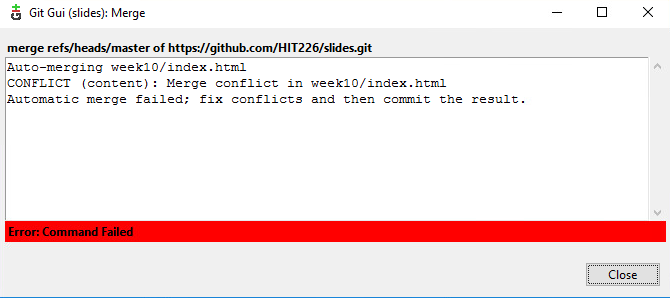 Git Gui (slides): Merge
merge refs/heads/master of https://github.com/HIT226/slides.git
Auto-merging week10/index.html
CONFLICT (content): Merge conflict in week10/index.html
Automatic merge failed; fix conflicts and then commit the result.
Error: Command Failed
Close